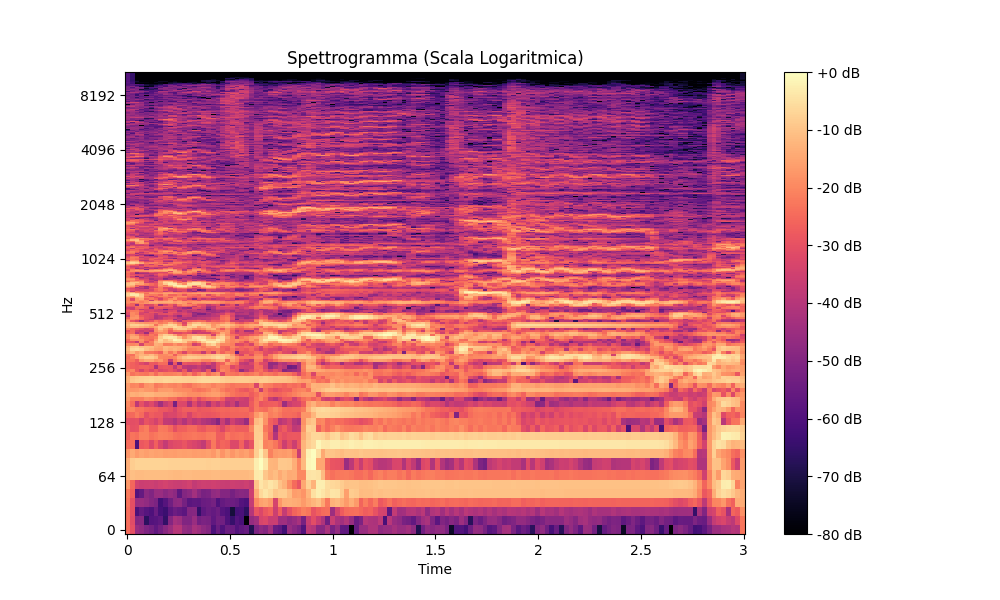 Spettrogramma (Scala Logaritmica)
Hz
8192
4096
2048
1024
512
256
128
64
0
0 0.5 1 1.5 2 2.5 3
Time
+0 dB
-10 dB
-20 dB
-30 dB
-40 dB
-50 dB
-60 dB
-70 dB
-80 dB